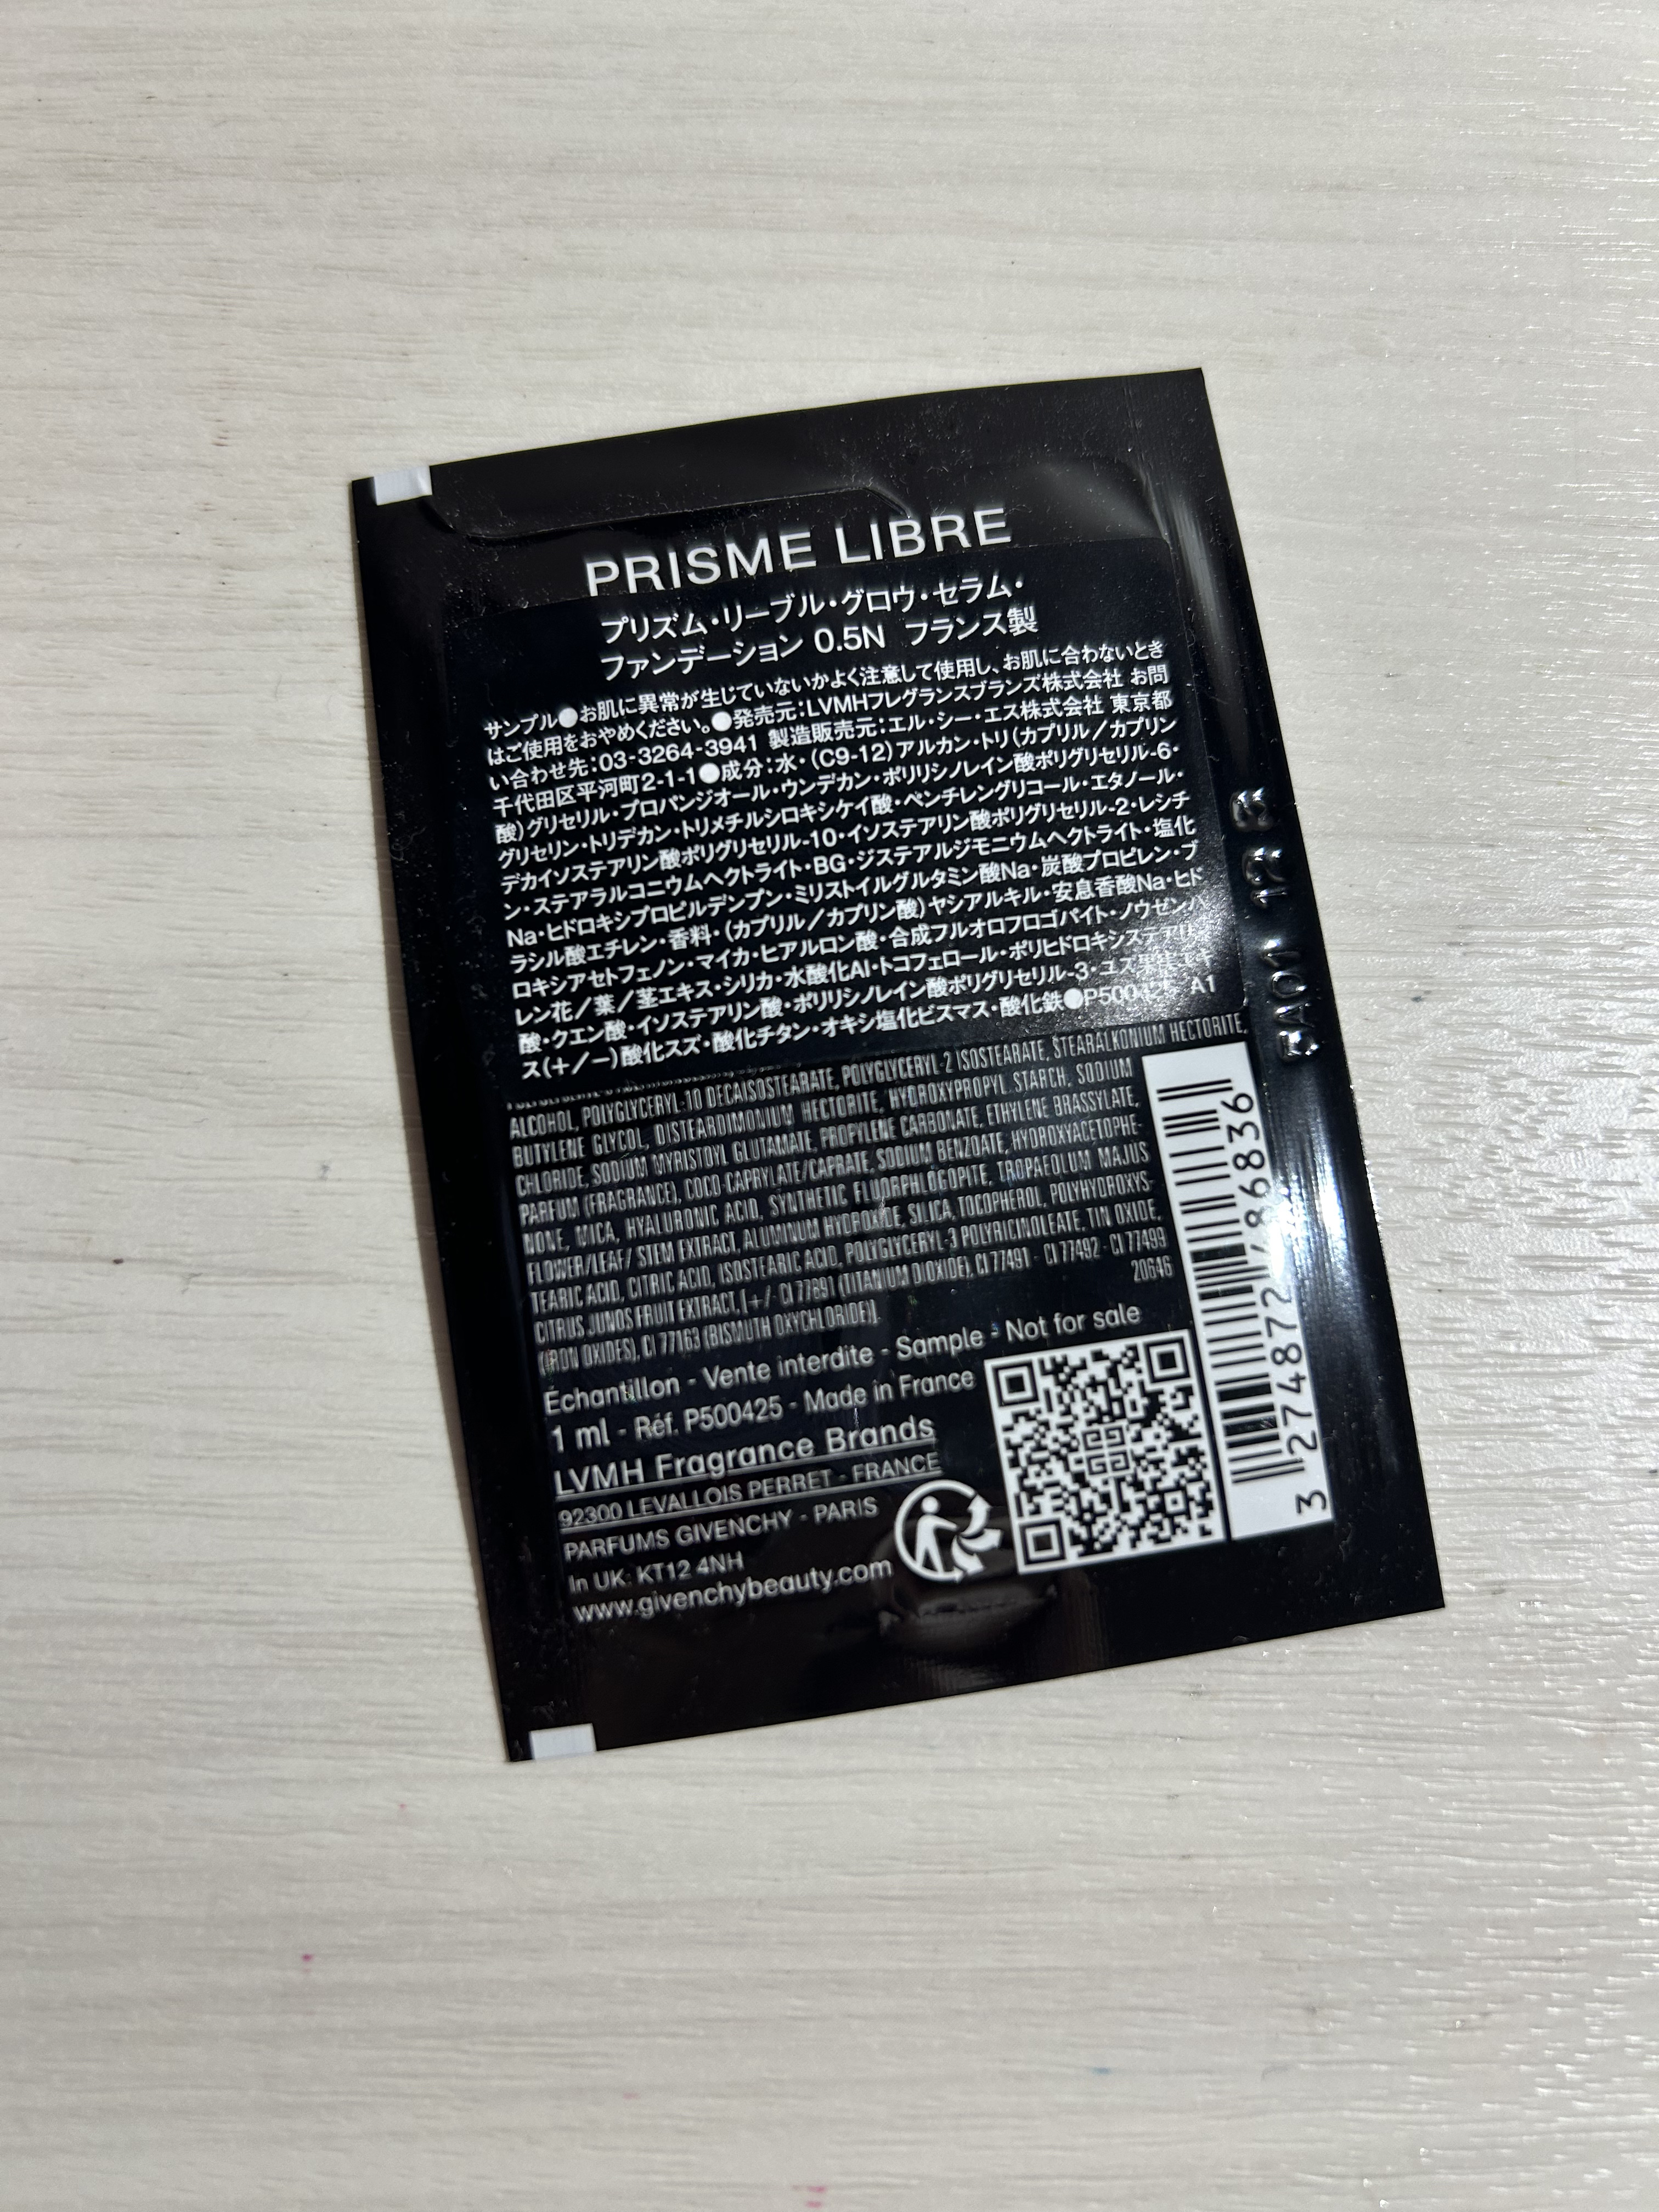 PRISME LIBRE
プリズム・リーブル・グロウ・セラム・
ファンデーション 0.5N フランス製
サンプル●お肌に異常が生じていないかよく注意して使用し、お肌に合わないとき
はご使用をおやめください。●発売元:LVMHフレグランスブランズ株式会社 お問
い合わせ先:03-3264-3941 製造販売元:エル・シー・エス株式会社 東京都
千代田区平河町2-1-1●成分:水・(C9-12)アルカン・トリ(カプリル/カプリン
酸)グリセリル・プロパンジオール・ウンデカン・ポリリシノレイン酸ポリグリセリル-6・
グリセリン・トリデカン・トリメチルシロキシケイ酸・ペンチレングリコール・エタノール・
デカイソステアリン酸ポリグリセリル-10・イソステアリン酸ポリグリセリル-2・レシチ
ン・ステアラルコニウムヘクトライト・BG・ジステアルジモニウムヘクトライト・塩化
Na・ヒドロキシプロピルデンプン・ミリストイルグルタミン酸Na・炭酸プロピレン・ブ
ラシル酸エチレン・香料・(カプリル/カプリン酸)ヤシアルキル・安息香酸Na・ヒド
ロキシアセトフェノン・マイカ・ヒアルロン酸・合成フルオロフロゴパイト・ノウゼンハ
レン花/葉/茎エキス・シリカ・水酸化Al・トコフェロール・ポリヒドロキシステアリン
酸・クエン酸・イソステアリン酸・ポリリシノレイン酸ポリグリセリル-3・ユズ果実エキ
ス(+/-)酸化スズ・酸化チタン・オキシ塩化ビスマス・酸化鉄●P500425 A1
ALCOHOL, POLYGLYCERYL-10 DECAISOSTEARATE, POLYGLYCERYL-2 ISOSTEARATE, STEARALKONIUM HECTORITE,
BUTYLENE GLYCOL, DISTEARDIMONIUM HECTORITE, HYDROXYPROPYL STARCH, SODIUM
CHLORIDE, SODIUM MYRISTOYL GLUTAMATE, PROPYLENE CARBONATE, ETHYLENE BRASSYLATE,
PARFUM (FRAGRANCE), COCO-CAPRYLATE/CAPRATE, SODIUM BENZOATE, HYDROXYACETOPHE-
NONE, MICA, HYALURONIC ACID, SYNTHETIC FLUORPHLOGOPITE, TROPAEOLUM MAJUS
FLOWER/LEAF/ STEM EXTRACT, ALUMINUM HYDROXIDE, SILICA, TOCOPHEROL, POLYHYDROXYS-
TEARIC ACID, CITRIC ACID, ISOSTEARIC ACID, POLYGLYCERYL-3 POLYRICINOLEATE, TIN OXIDE,
CITRUS JUNOS FRUIT EXTRACT, [+/- CI 77891 (TITANIUM DIOXIDE), CI 77491 - CI 77492 - CI 77499
(IRON OXIDES), CI 77163 (BISMUTH OXYCHLORIDE)].
20646
Échantillon - Vente interdite - Sample - Not for sale
1 ml - Réf. P500425 - Made in France
LVMH Fragrance Brands
92300 LEVALLOIS PERRET - FRANCE
PARFUMS GIVENCHY - PARIS
In UK: KT12 4NH
www.givenchybeauty.com
3 274872 486836
5A01